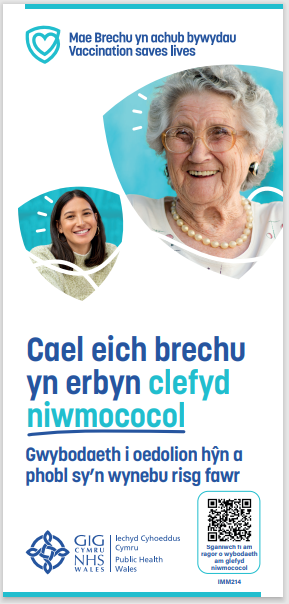 Mae Brechu yn achub bywydau
Vaccination saves lives
Cael eich brechu
yn erbyn clefyd
niwmococol
Gwybodaeth i oedolion hŷn a
phobl sy'n wynebu risg fawr
GIG
CYMRU
NHS
WALES
Iechyd Cyhoeddus
Cymru
Public Health
Wales
Sganiwch fi am
ragor o wybodaeth
am glefyd
niwmococol
IMM214